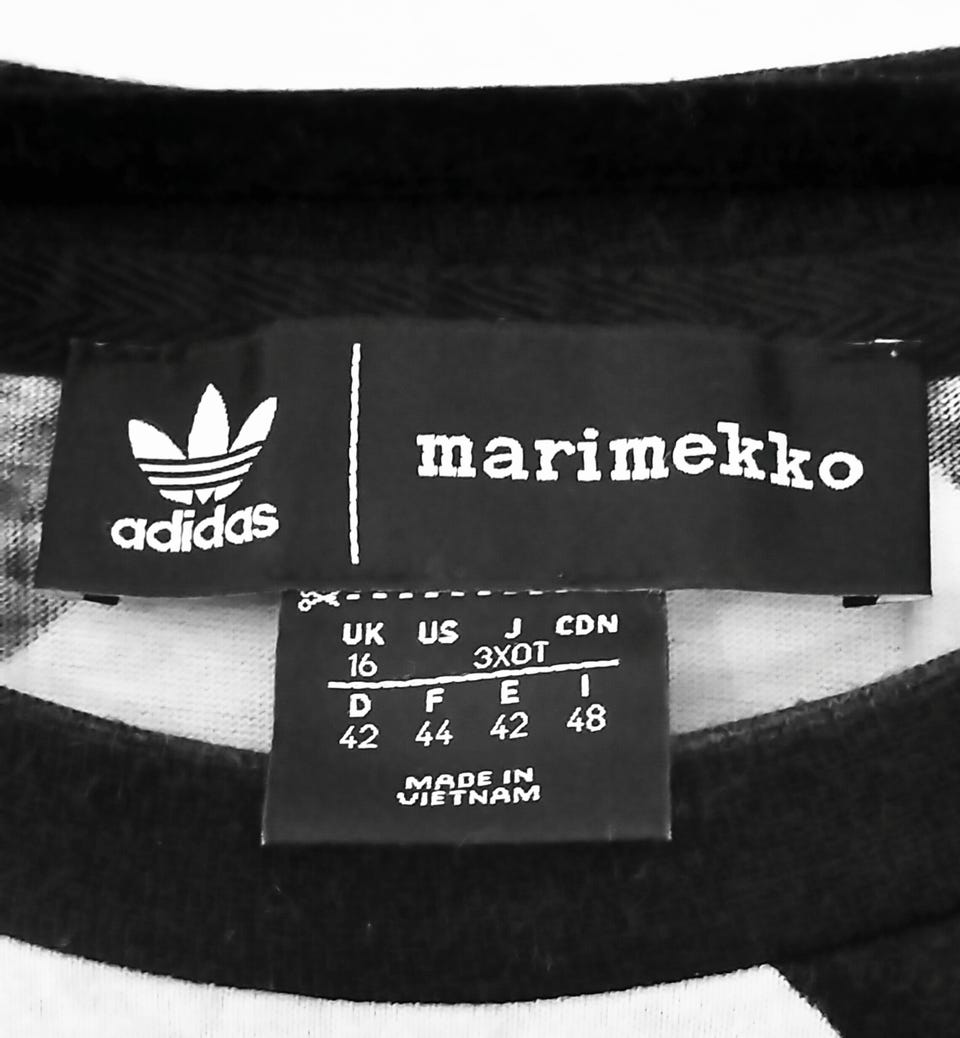 adidas
marimekko
UK US J CDN
16 3XOT
D F E I
42 44 42 48
MADE IN
VIETNAM